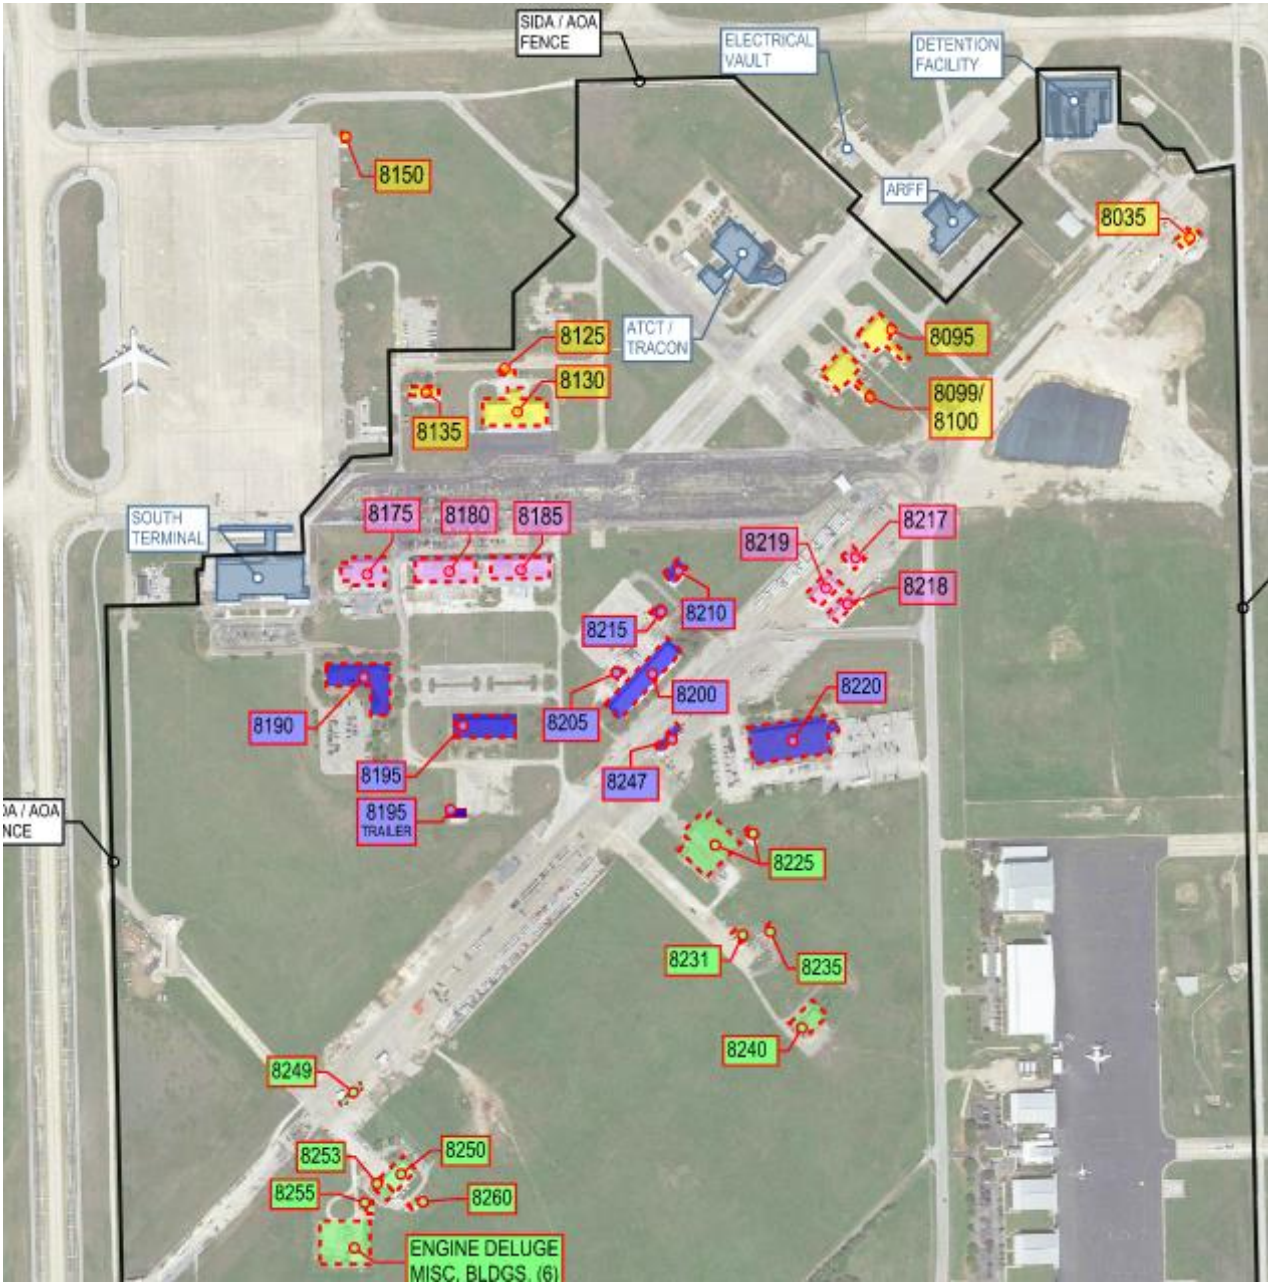 SIDA / AOA
FENCE
ELECTRICAL
VAULT
DETENTION
FACILITY
8150
ARFF
8035
8125
ATCT /
TRACON
8095
8130
8135
8099/
8100
SOUTH
TERMINAL
8175
8180
8185
8217
8219
8218
8210
8215
8200
8220
8190
8205
8195
8247
8195
TRAILER
DA / AOA
NCE
8225
8231
8235
8240
8249
8253
8250
8255
8260
ENGINE DELUGE
MISC. BLDGS. (6)